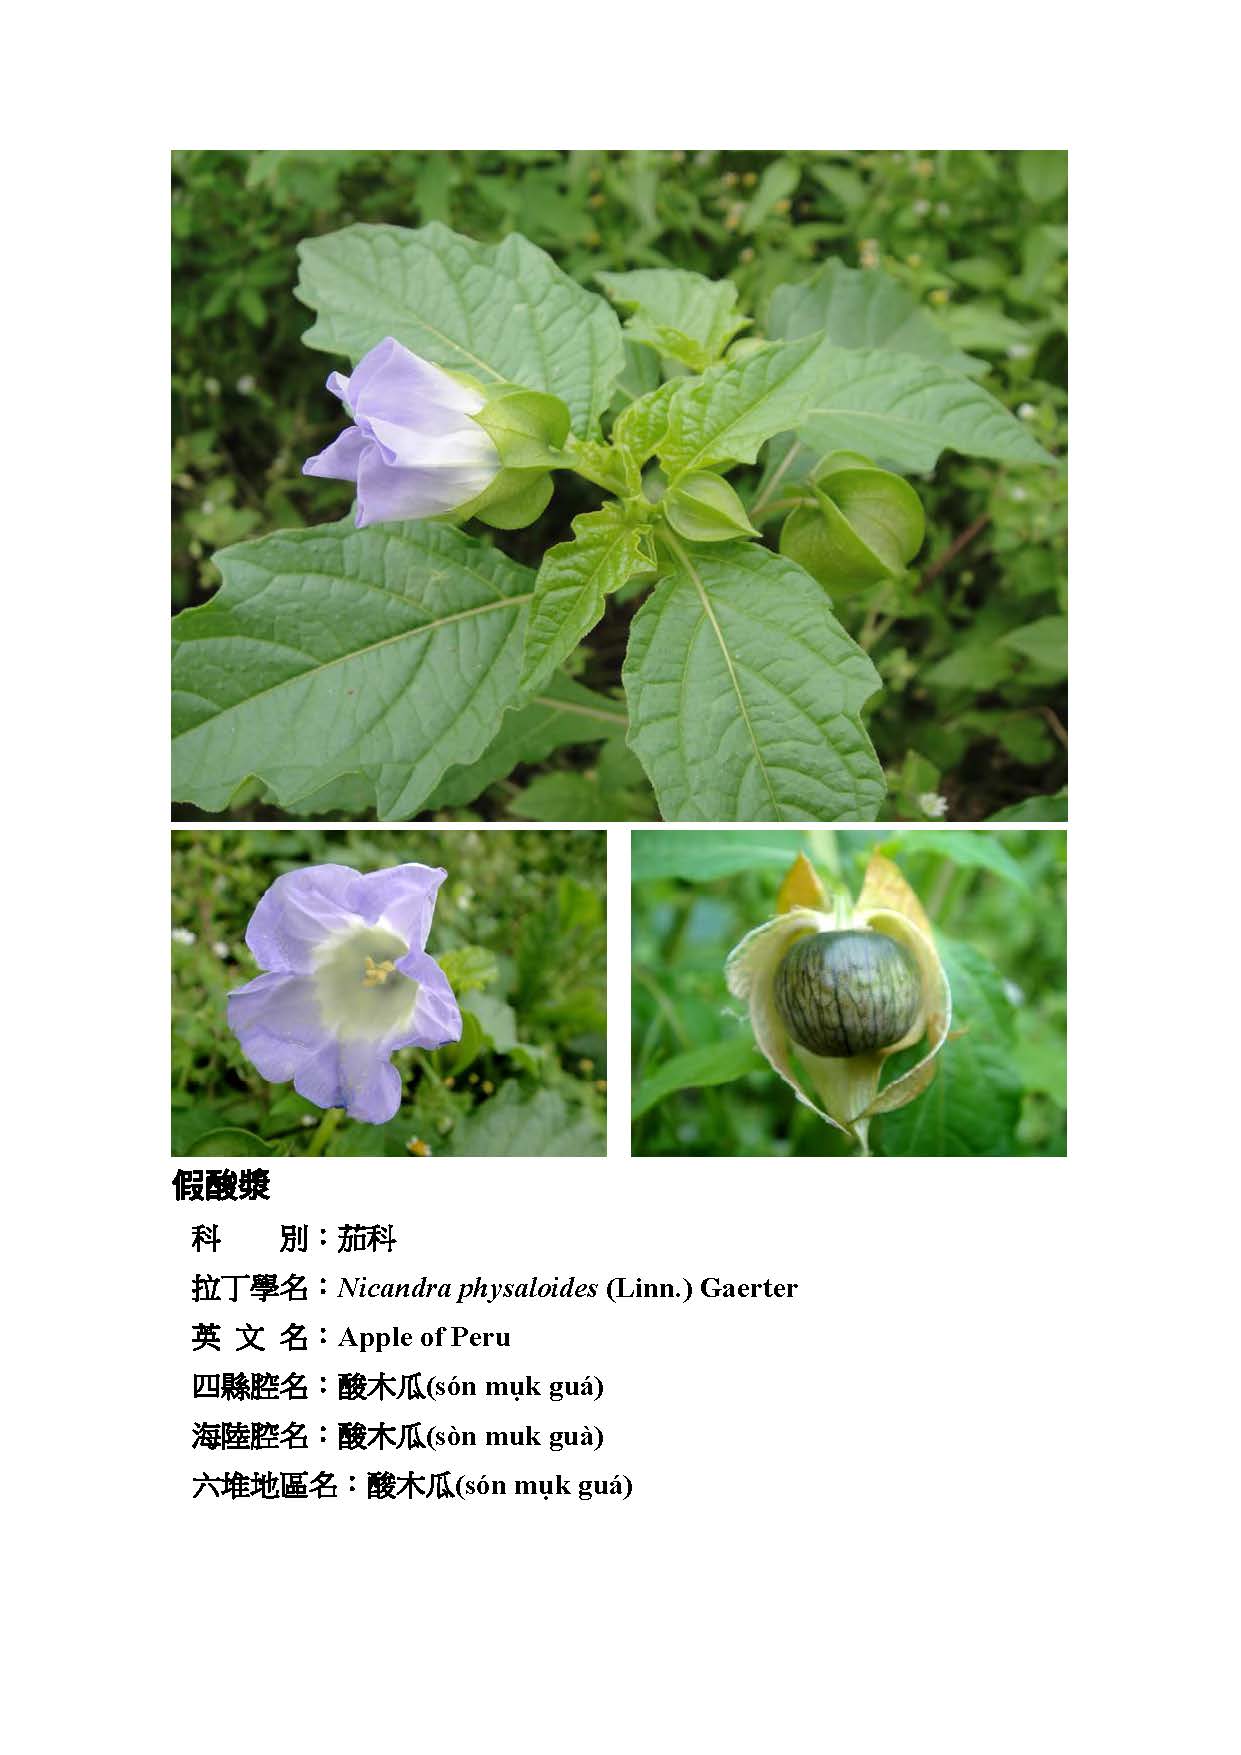 假酸漿
科　　別：茄科
拉丁學名：Nicandra physaloides (Linn.) Gaerter
英 文 名：Apple of Peru
四縣腔名：酸木瓜(són mụk guá)
海陸腔名：酸木瓜(sòn muk guà)
六堆地區名：酸木瓜(són mụk guá)